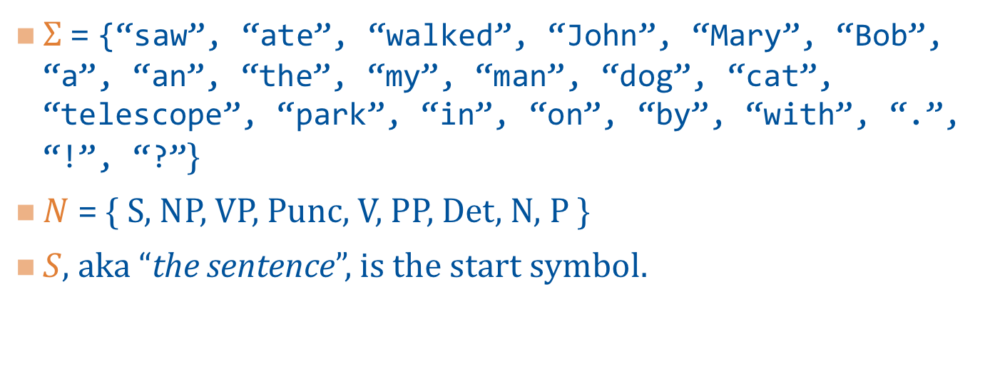 ■ Σ = {“saw”, “ate”, “walked”, “John”, “Mary”, “Bob”,
“a”, “an”, “the”, “my”, “man”, “dog”, “cat”,
“telescope”, “park”, “in”, “on”, “by”, “with”, “.”,
“!”, “?”}
■ N = { S, NP, VP, Punc, V, PP, Det, N, P }
■ S, aka “the sentence”, is the start symbol.